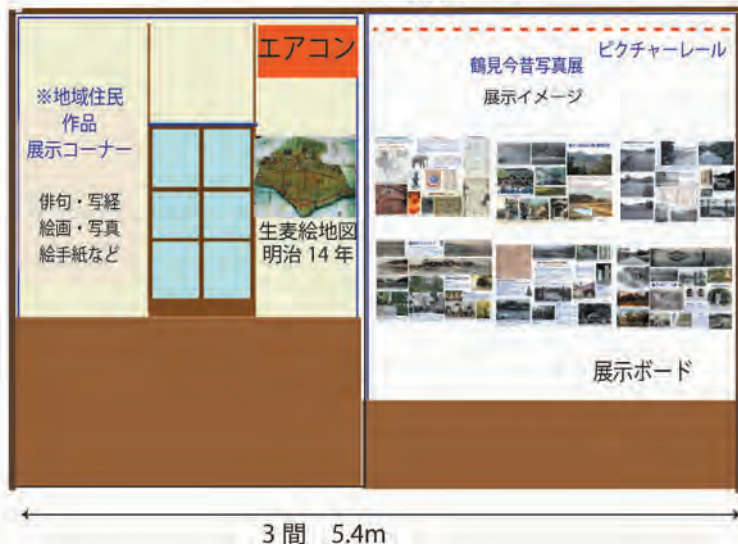 ※地域住民
作品
展示コーナー
俳句・写経
絵画・写真
絵手紙など
エアコン
生麦絵地図
明治 14 年
ピクチャーレール
鶴見今昔写真展
展示イメージ
展示ボード
3 間　5.4m